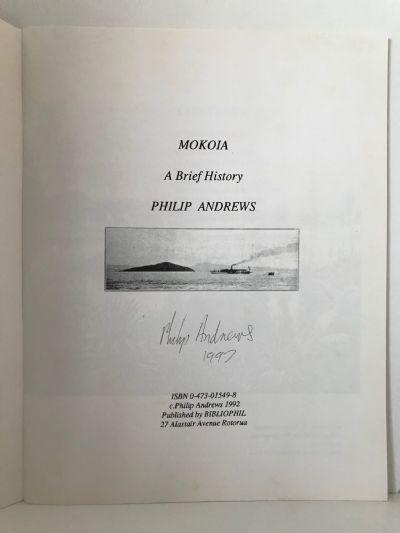 MOKOIA
A Brief History
PHILIP ANDREWS
Philip Andrews
1997
ISBN 0-473-01549-8
c.Philip Andrews 1992
Published by BIBLIOPHIL
27 Alastair Avenue Rotorua